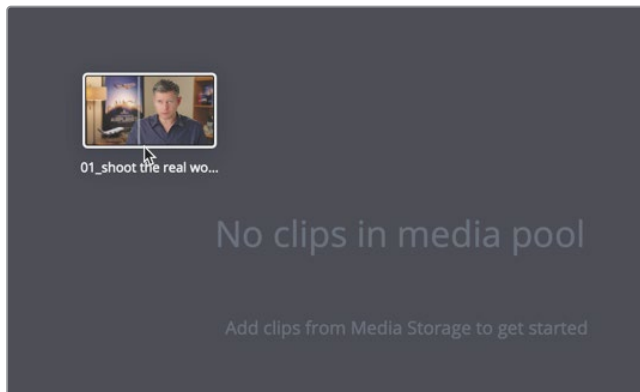 01_shoot the real wo...
No clips in media pool
Add clips from Media Storage to get started